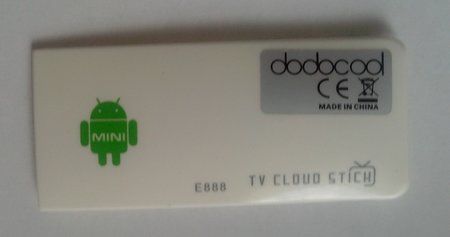 dodocool
CE
MADE IN CHINA
MINI
E888 TV CLOUD STICK